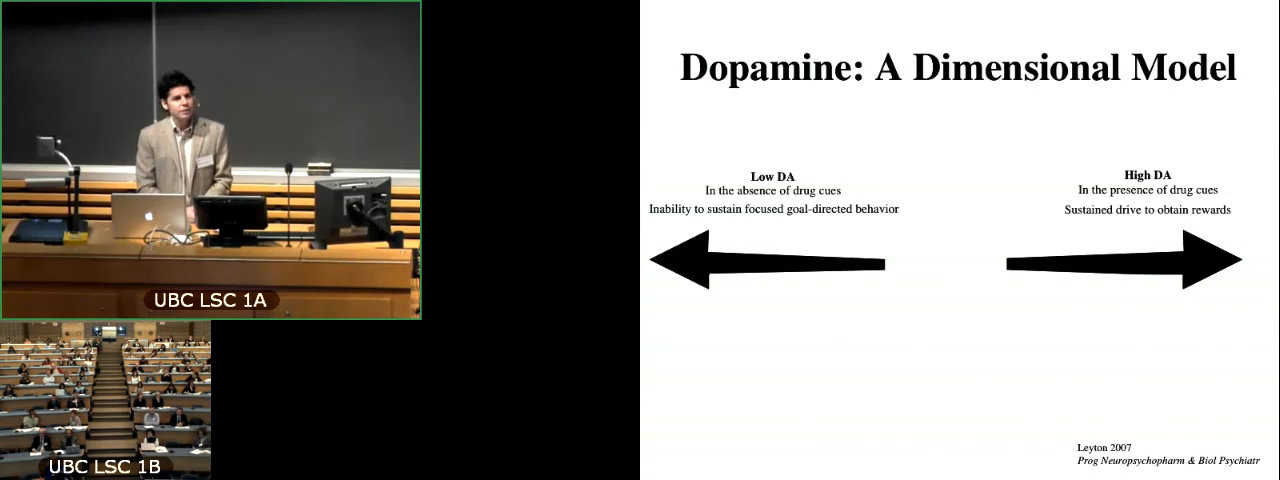 UBC LSC 1A
UBC LSC 1B
Dopamine: A Dimensional Model
Low DA
In the absence of drug cues
Inability to sustain focused goal-directed behavior
High DA
In the presence of drug cues
Sustained drive to obtain rewards
Leyton 2007
Prog Neuropsychopharm & Biol Psychiatr